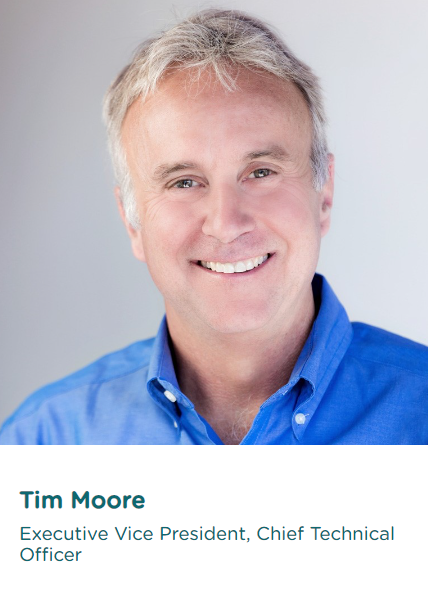 Tim Moore
Executive Vice President, Chief Technical
Officer